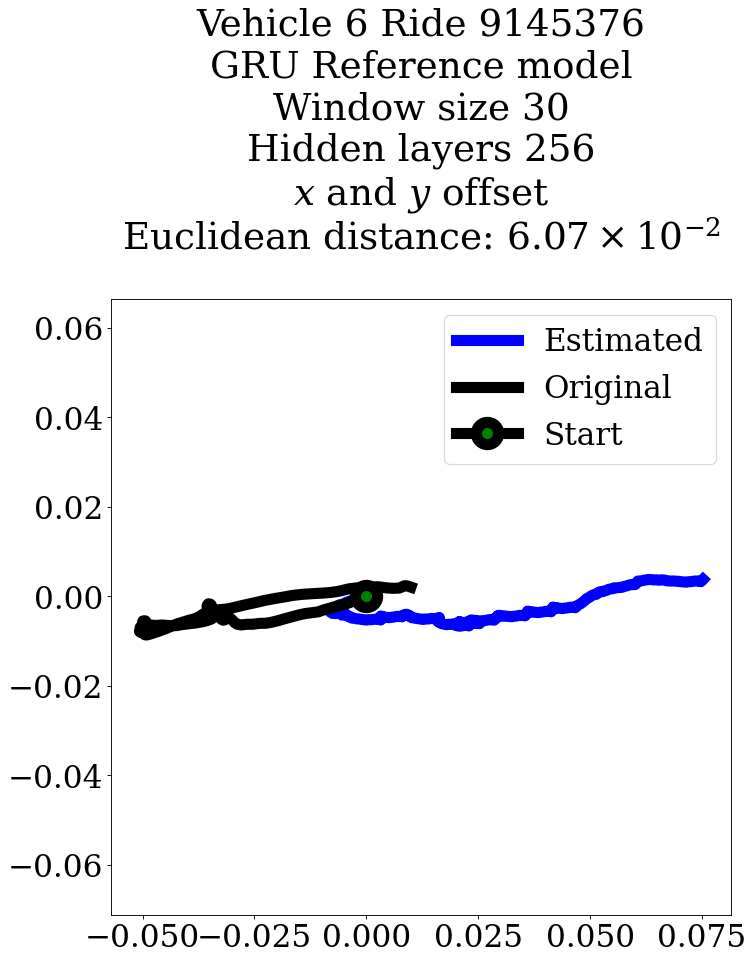 Vehicle 6 Ride 9145376
GRU Reference model
Window size 30
Hidden layers 256
x and y offset
Euclidean distance: 6.07 × 10⁻²
Estimated
Original
Start
0.06
0.04
0.02
0.00
−0.02
−0.04
−0.06
−0.050 −0.025 0.000 0.025 0.050 0.075